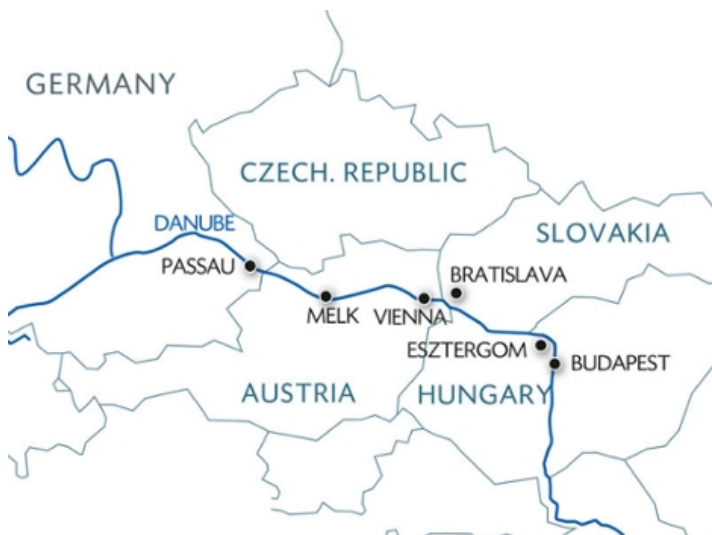 GERMANY
CZECH. REPUBLIC
DANUBE
SLOVAKIA
PASSAU
BRATISLAVA
MELK
VIENNA
ESZTERGOM
BUDAPEST
AUSTRIA
HUNGARY